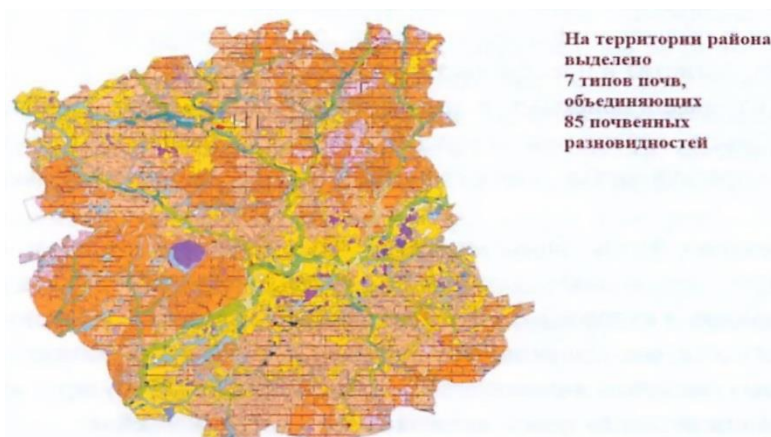 На территории района
выделено
7 типов почв,
объединяющих
85 почвенных
разновидностей